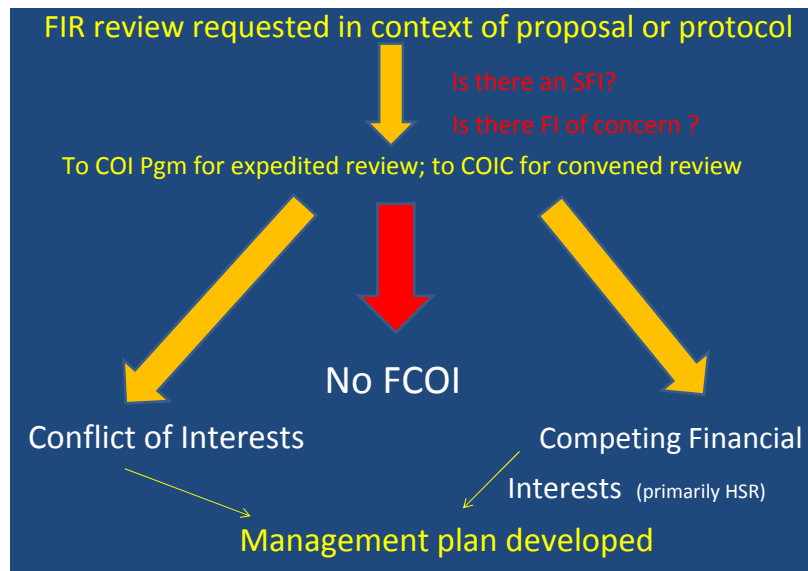 FIR review requested in context of proposal or protocol
Is there an SFI?
Is there FI of concern ?
To COI Pgm for expedited review; to COIC for convened review
No FCOI
Conflict of Interests
Competing Financial
Interests (primarily HSR)
Management plan developed